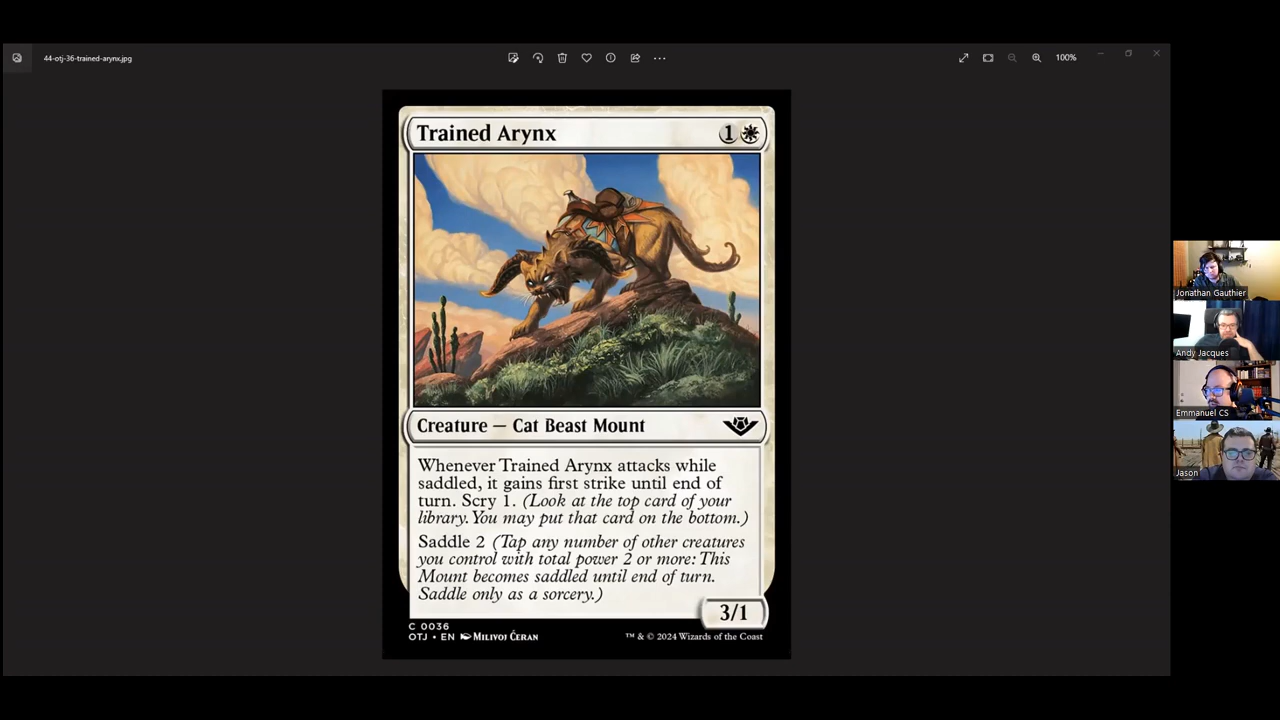 44-otj-36-trained-arynx.jpg
100%
Trained Arynx
1
Creature — Cat Beast Mount
Whenever Trained Arynx attacks while
saddled, it gains first strike until end of
turn. Scry 1. (Look at the top card of your
library. You may put that card on the bottom.)
Saddle 2 (Tap any number of other creatures
you control with total power 2 or more: This
Mount becomes saddled until end of turn.
Saddle only as a sorcery.)
3/1
C 0036
OTJ • EN Milivoj Ćeran
™ & © 2024 Wizards of the Coast
Jonathan Gauthier
Andy Jacques
Emmanuel CS
Jason